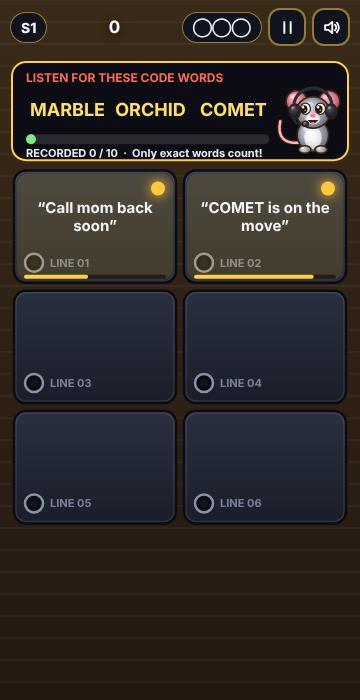 S1
0
LISTEN FOR THESE CODE WORDS
MARBLE ORCHID COMET
RECORDED 0 / 10 · Only exact words count!
“Call mom back
soon”
LINE 01
“COMET is on the
move”
LINE 02
LINE 03
LINE 04
LINE 05
LINE 06